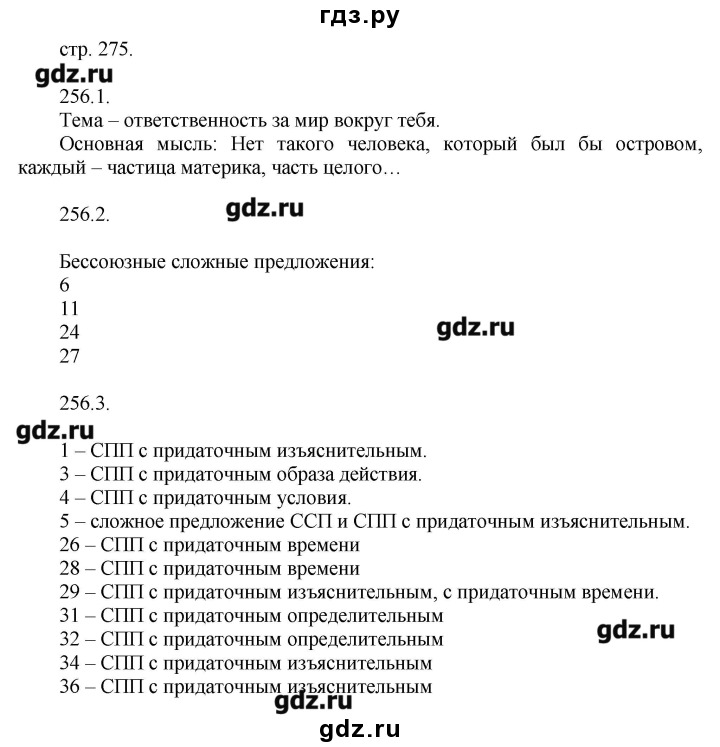 гдз.ру
стр. 275.
gdz.ru
256.1.
Тема – ответственность за мир вокруг тебя.
Основная мысль: Нет такого человека, который был бы островом,
каждый – частица материка, часть целого…
256.2.
gdz.ru
Бессоюзные сложные предложения:
6
11
24
gdz.ru
27
256.3.
gdz.ru
1 – СПП с придаточным изъяснительным.
3 – СПП с придаточным образа действия.
4 – СПП с придаточным условия.
5 – сложное предложение ССП и СПП с придаточным изъяснительным.
26 – СПП с придаточным времени
28 – СПП с придаточным времени
29 – СПП с придаточным изъяснительным, с придаточным времени.
31 – СПП с придаточным определительным
32 – СПП с придаточным определительным
gdz.ru
34 – СПП с придаточным изъяснительным
36 – СПП с придаточным изъяснительным
gdz.ru
gdz.ru